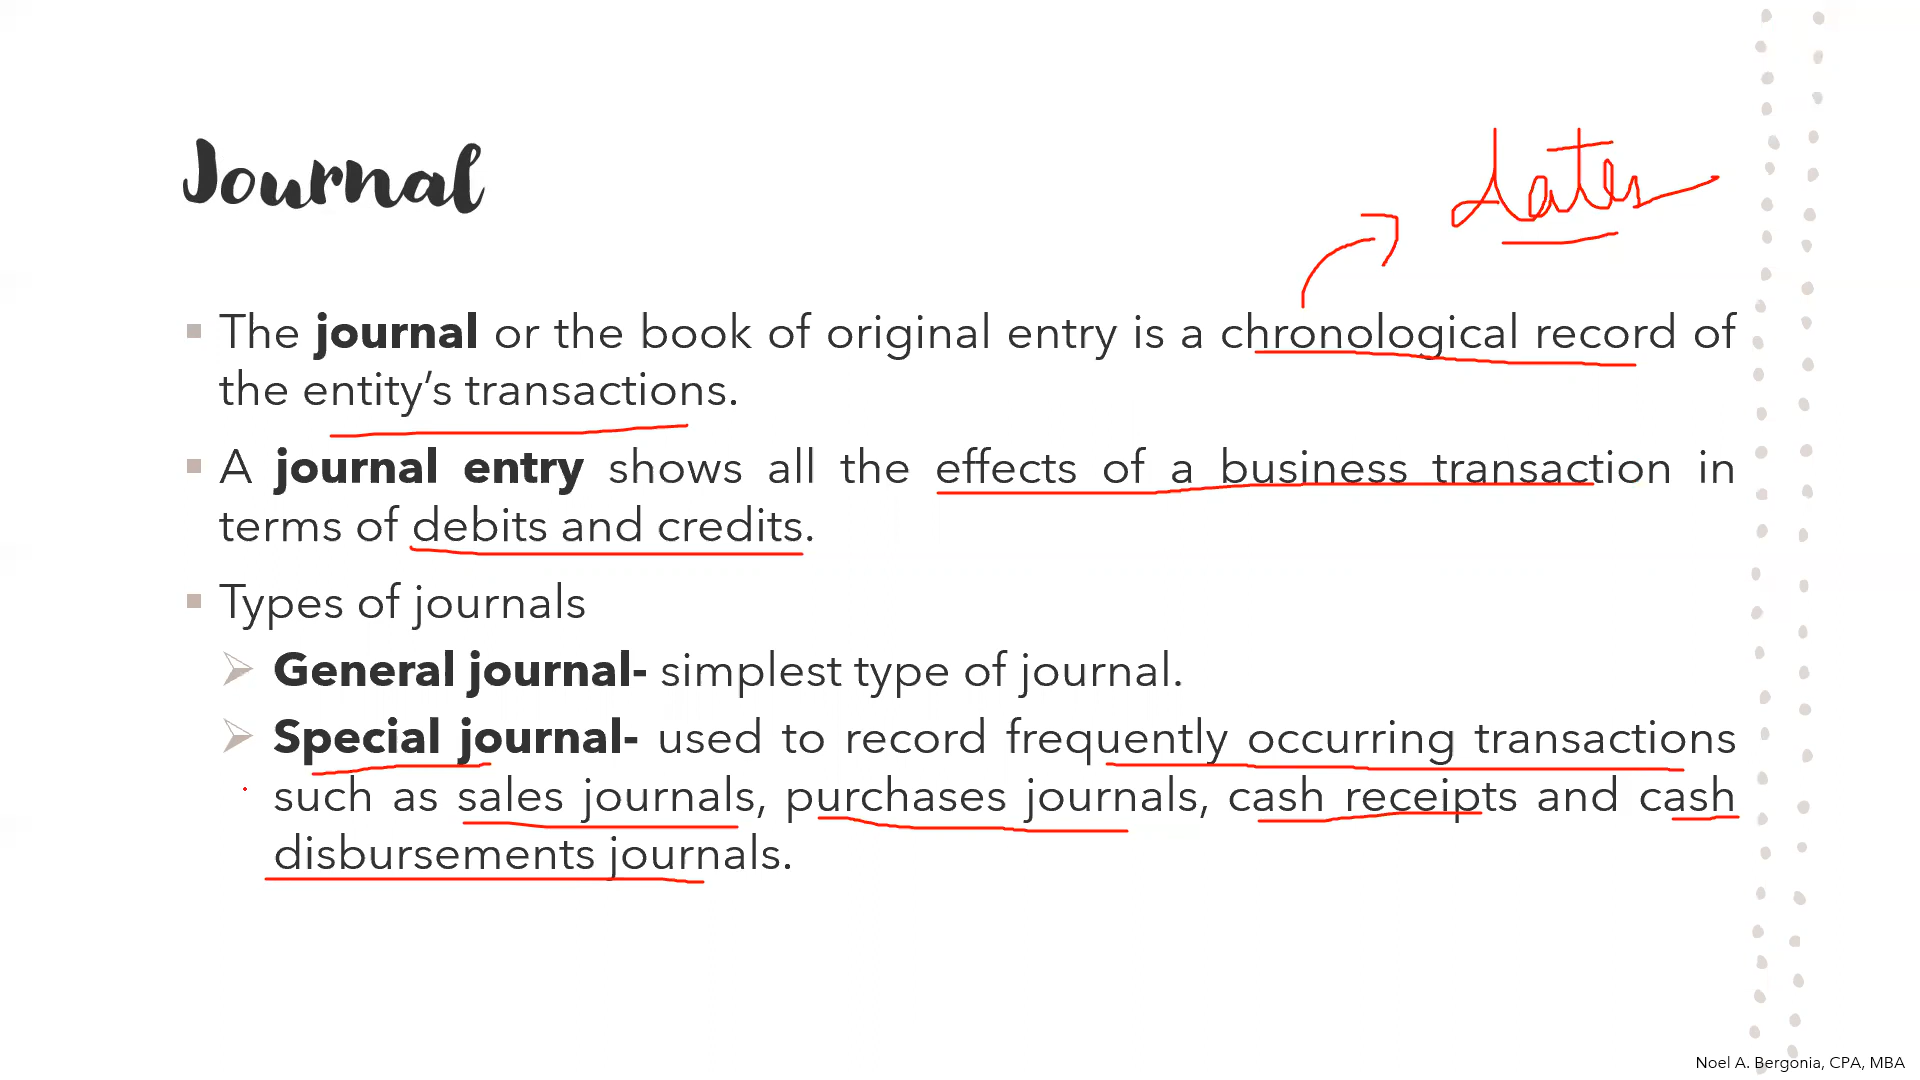 Journal
dates
The journal or the book of original entry is a chronological record of
the entity’s transactions.
A journal entry shows all the effects of a business transaction in
terms of debits and credits.
Types of journals
General journal- simplest type of journal.
Special journal- used to record frequently occurring transactions
such as sales journals, purchases journals, cash receipts and cash
disbursements journals.
Noel A. Bergonia, CPA, MBA